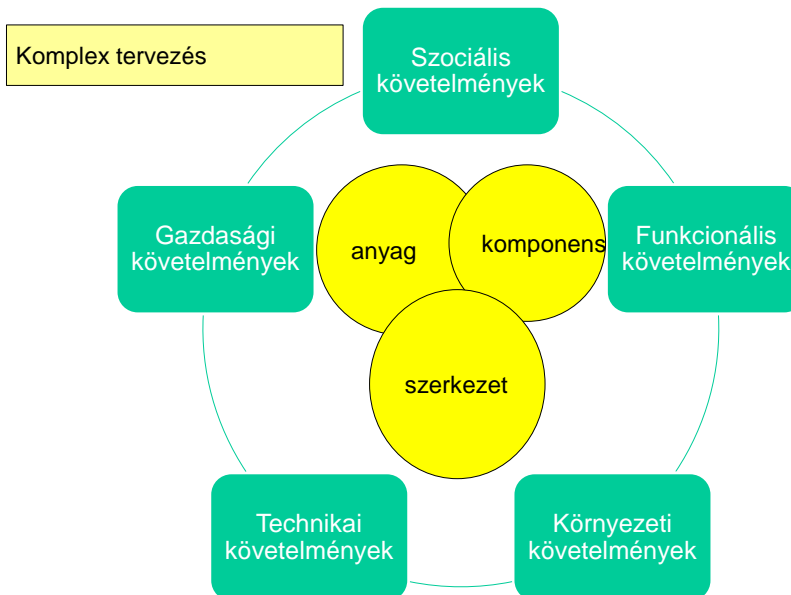 Komplex tervezés
Szociális
követelmények
Gazdasági
követelmények
anyag
komponens
Funkcionális
követelmények
szerkezet
Technikai
követelmények
Környezeti
követelmények